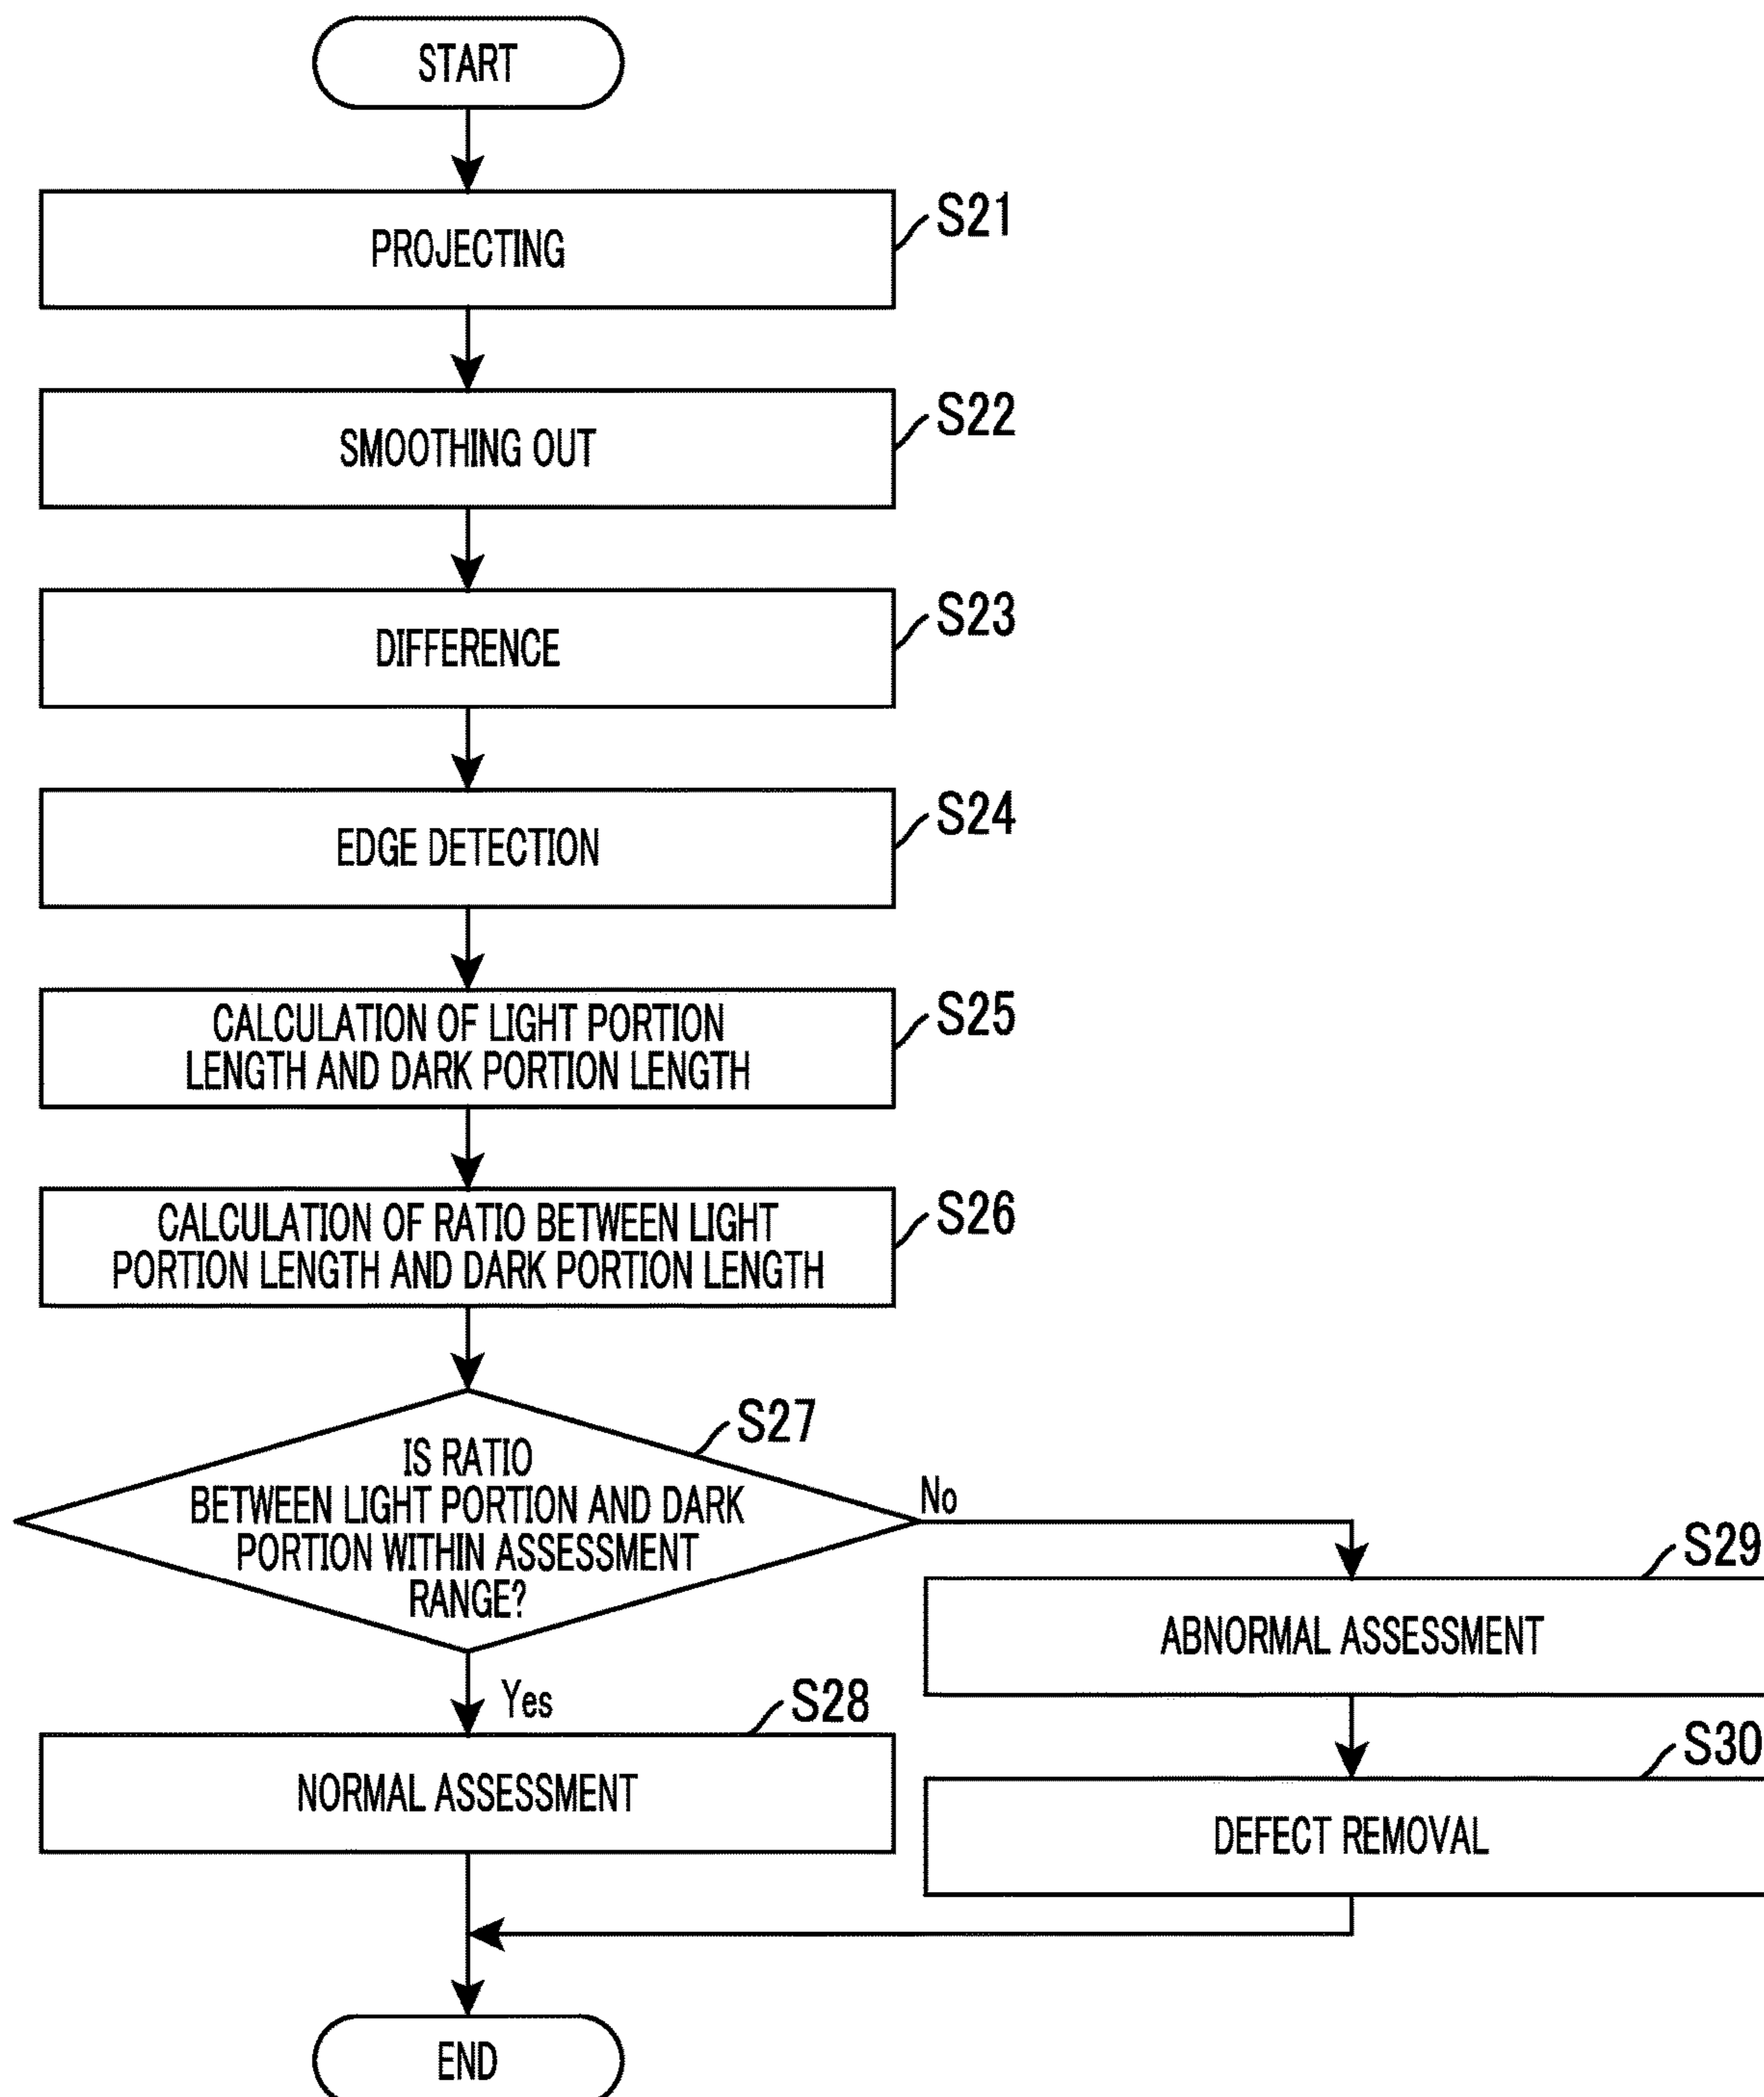 START
PROJECTING
S21
SMOOTHING OUT
S22
DIFFERENCE
S23
EDGE DETECTION
S24
CALCULATION OF LIGHT PORTION
LENGTH AND DARK PORTION LENGTH
S25
CALCULATION OF RATIO BETWEEN LIGHT
PORTION LENGTH AND DARK PORTION LENGTH
S26
IS RATIO
BETWEEN LIGHT PORTION AND DARK
PORTION WITHIN ASSESSMENT
RANGE?
S27
No
Yes
S28
NORMAL ASSESSMENT
S29
ABNORMAL ASSESSMENT
S30
DEFECT REMOVAL
END